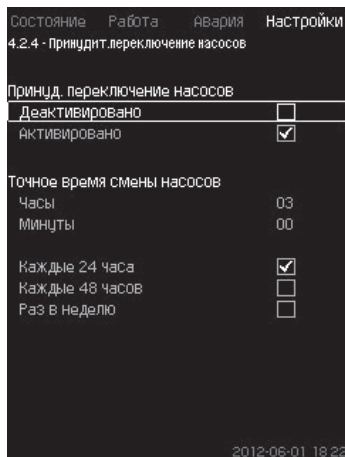 Состояние Работа Авария Настройки
4.2.4 - Принудит.переключение насосов
Принуд. переключение насосов
Деактивировано
Активировано
Точное время смены насосов
Часы 03
Минуты 00
Каждые 24 часа
Каждые 48 часов
Раз в неделю
2012-06-01 18:22